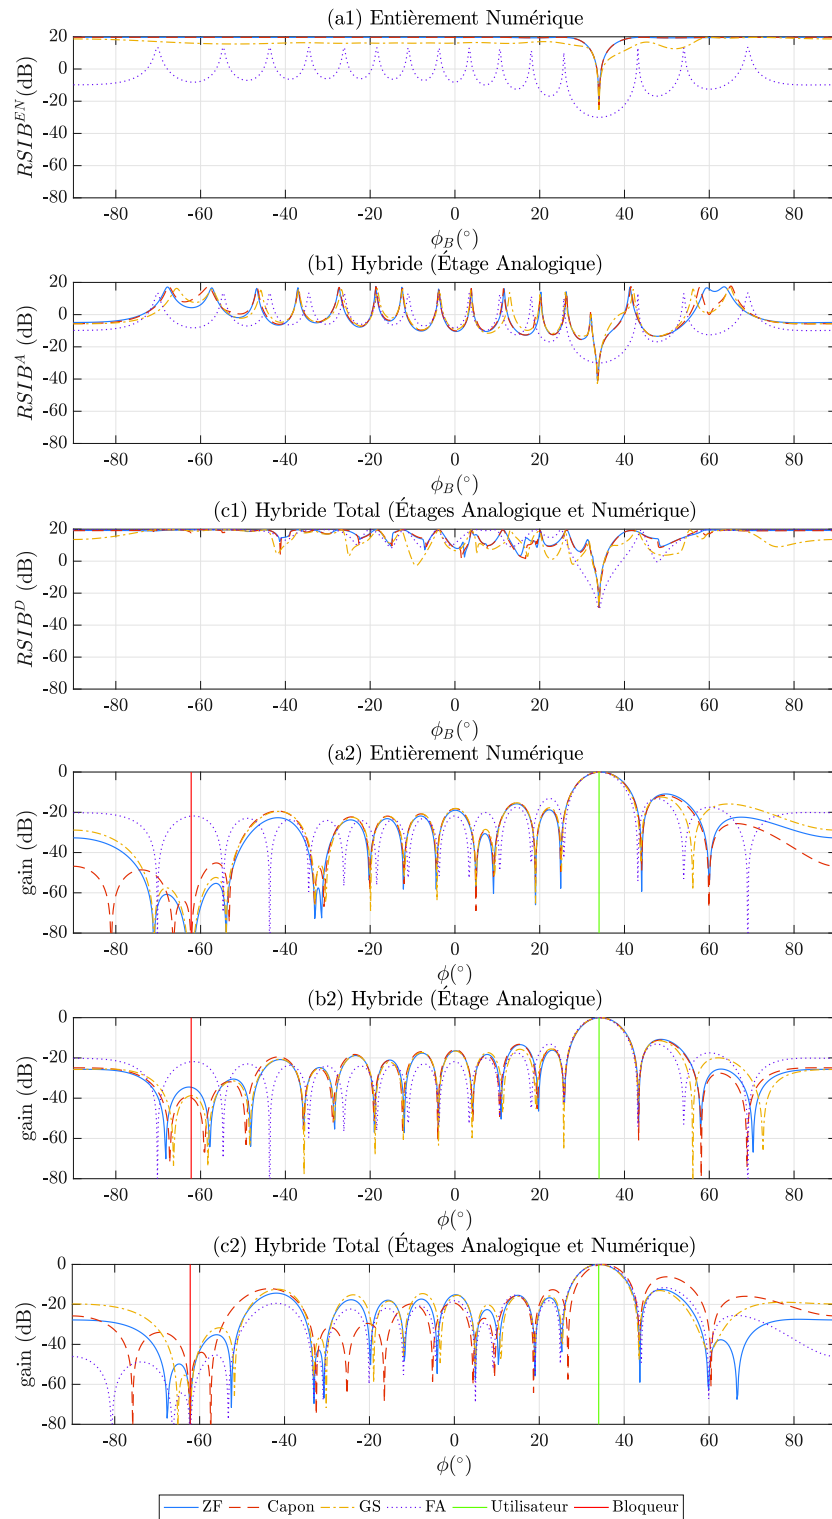 (a1) Entièrement Numérique
RSIB^EN (dB)
20
0
-20
-40
-60
-80
-80 -60 -40 -20 0 20 40 60 80
ϕ_B(°)
(b1) Hybride (Étage Analogique)
RSIB^A (dB)
20
0
-20
-40
-60
-80
-80 -60 -40 -20 0 20 40 60 80
ϕ_B(°)
(c1) Hybride Total (Étages Analogique et Numérique)
RSIB^D (dB)
20
0
-20
-40
-60
-80
-80 -60 -40 -20 0 20 40 60 80
ϕ_B(°)
(a2) Entièrement Numérique
gain (dB)
0
-20
-40
-60
-80
-80 -60 -40 -20 0 20 40 60 80
ϕ(°)
(b2) Hybride (Étage Analogique)
gain (dB)
0
-20
-40
-60
-80
-80 -60 -40 -20 0 20 40 60 80
ϕ(°)
(c2) Hybride Total (Étages Analogique et Numérique)
gain (dB)
0
-20
-40
-60
-80
-80 -60 -40 -20 0 20 40 60 80
ϕ(°)
ZF Capon GS FA Utilisateur Bloqueur